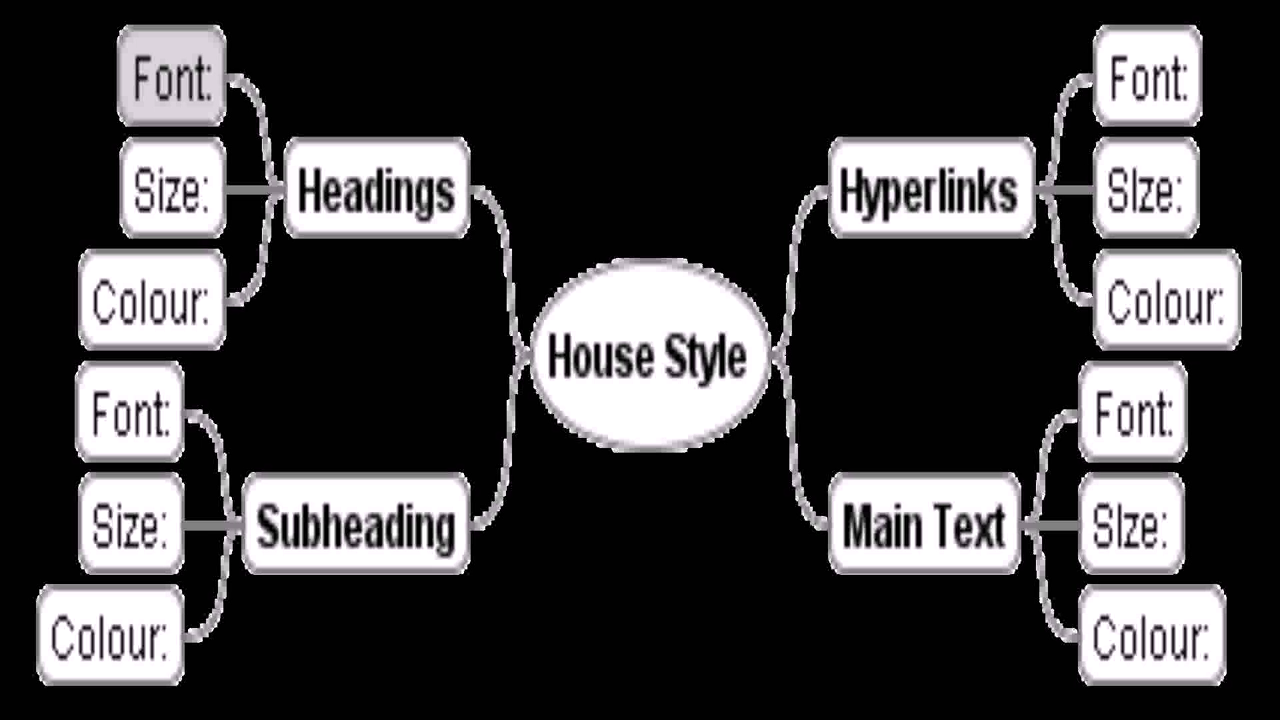 Font:
Size:
Colour:
Headings
Font:
Size:
Colour:
Subheading
House Style
Hyperlinks
Font:
SIze:
Colour:
Main Text
Font:
SIze:
Colour: